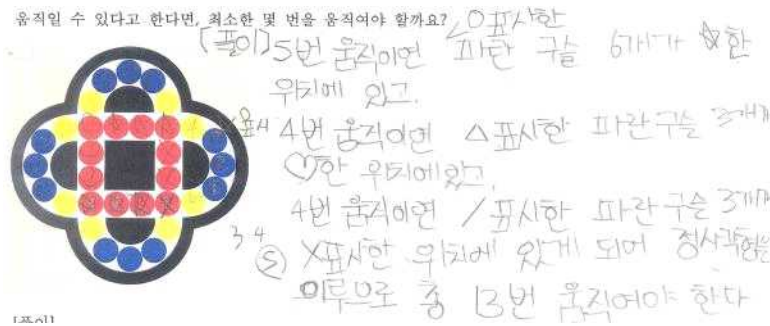 움직일 수 있다고 한다면, 최소한 몇 번을 움직여야 할까요?
[풀이] 5번 움직이면 ○표시한 파란 구슬 6개가 ☆한
위치에 있고.
4번 움직이면 △표시한 파란구슬 3개가
♡한 위치에있고,
4번 움직이면 /표시한 파란 구슬 3개가
3 4
5 X표시한 위치에 있게 되어 정사각형을
이루므로 총 13번 움직여야 한다
[풀이]